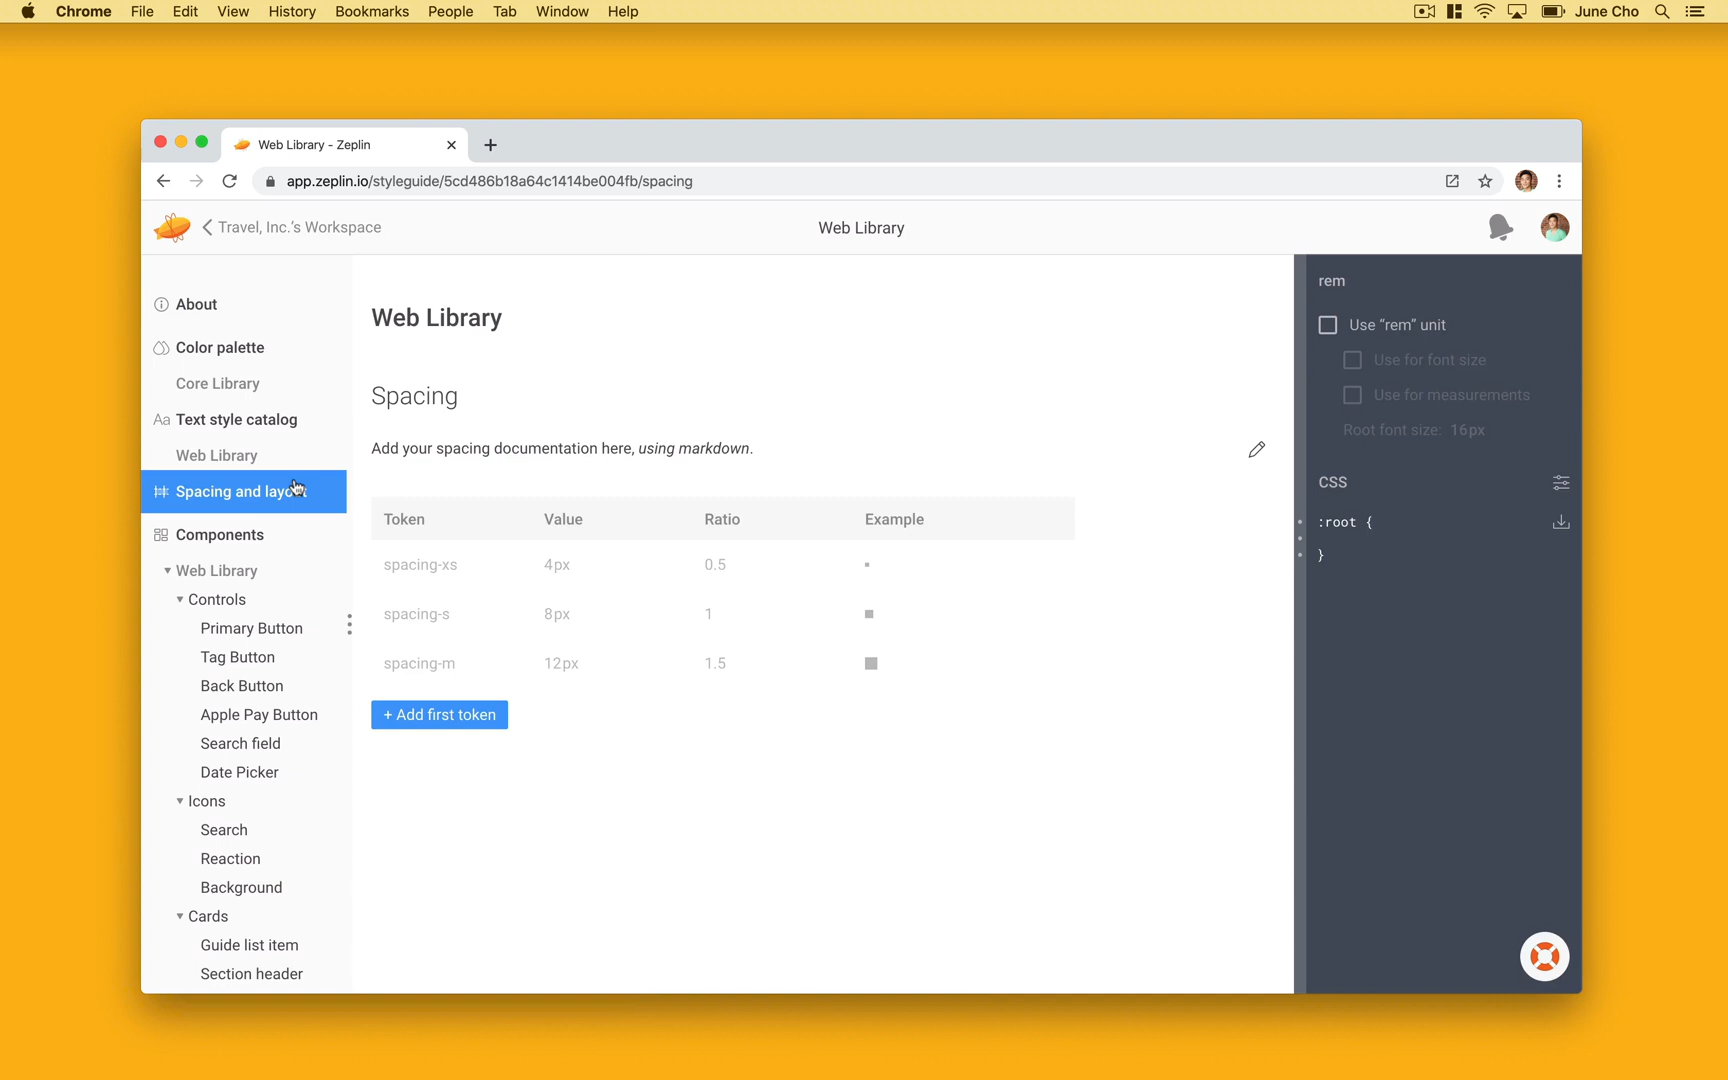 Chrome File Edit View History Bookmarks People Tab Window Help June Cho
Web Library - Zeplin
app.zeplin.io/styleguide/5cd486b18a64c1414be004fb/spacing
Travel, Inc.'s Workspace
Web Library
About
Color palette
Core Library
Aa Text style catalog
Web Library
Spacing and layout
Components
Web Library
Controls
Primary Button
Tag Button
Back Button
Apple Pay Button
Search field
Date Picker
Icons
Search
Reaction
Background
Cards
Guide list item
Section header
Web Library
Spacing
Add your spacing documentation here, using markdown.
Token Value Ratio Example
spacing-xs 4px 0.5
spacing-s 8px 1
spacing-m 12px 1.5
+ Add first token
rem
Use “rem” unit
Use for font size
Use for measurements
Root font size: 16px
CSS
:root {
}